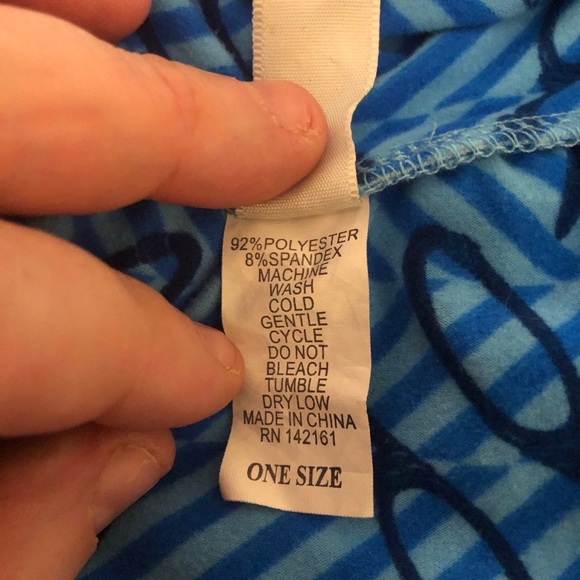 92%POLYESTER
8%SPANDEX
MACHINE
WASH
COLD
GENTLE
CYCLE
DO NOT
BLEACH
TUMBLE
DRY LOW
MADE IN CHINA
RN 142161
ONE SIZE